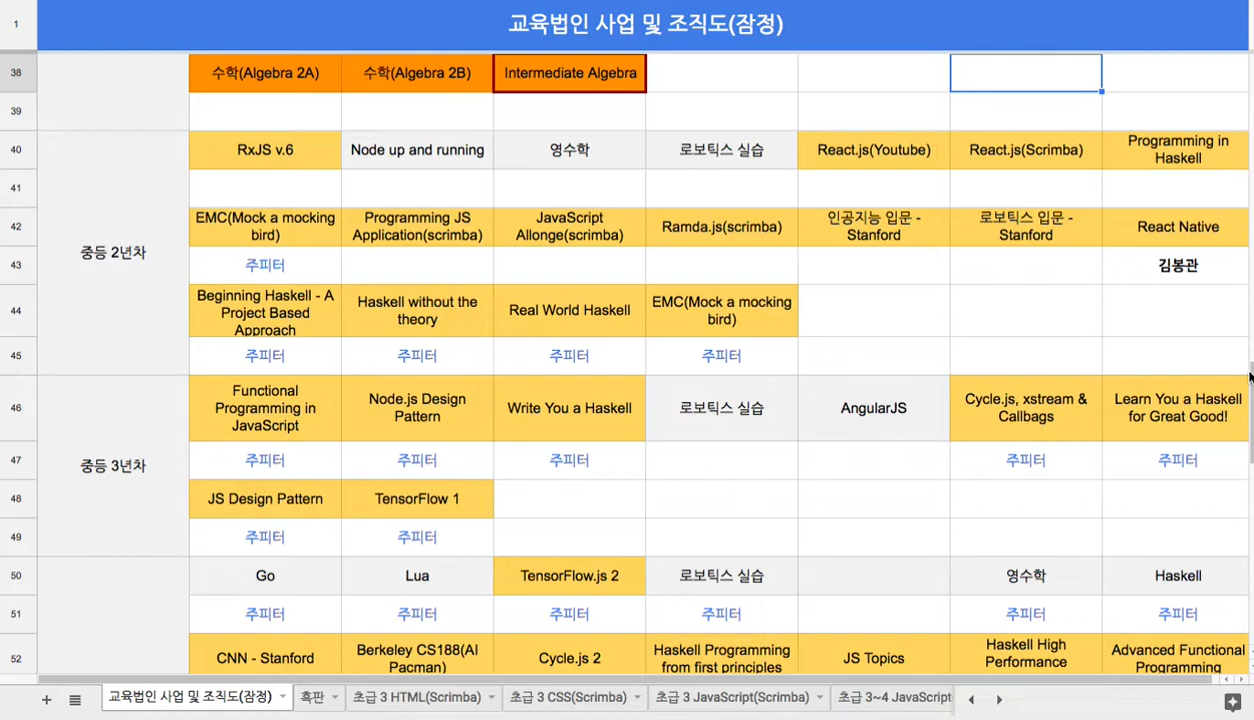 1
교육법인 사업 및 조직도(잠정)
38
수학(Algebra 2A)
수학(Algebra 2B)
Intermediate Algebra
39
40
RxJS v.6
Node up and running
영수학
로보틱스 실습
React.js(Youtube)
React.js(Scrimba)
Programming in
Haskell
41
중등 2년차
42
EMC(Mock a mocking
bird)
Programming JS
Application(scrimba)
JavaScript
Allonge(scrimba)
Ramda.js(scrimba)
인공지능 입문 -
Stanford
로보틱스 입문 -
Stanford
React Native
43
주피터
김봉관
44
Beginning Haskell - A
Project Based
Approach
Haskell without the
theory
Real World Haskell
EMC(Mock a mocking
bird)
45
주피터
주피터
주피터
주피터
중등 3년차
46
Functional
Programming in
JavaScript
Node.js Design
Pattern
Write You a Haskell
로보틱스 실습
AngularJS
Cycle.js, xstream &
Callbags
Learn You a Haskell
for Great Good!
47
주피터
주피터
주피터
주피터
주피터
48
JS Design Pattern
TensorFlow 1
49
주피터
주피터
50
Go
Lua
TensorFlow.js 2
로보틱스 실습
영수학
Haskell
51
주피터
주피터
주피터
주피터
주피터
주피터
52
CNN - Stanford
Berkeley CS188(AI
Pacman)
Cycle.js 2
Haskell Programming
from first principles
JS Topics
Haskell High
Performance
Advanced Functional
Programming
교육법인 사업 및 조직도(잠정)
흑판
초급 3 HTML(Scrimba)
초급 3 CSS(Scrimba)
초급 3 JavaScript(Scrimba)
초급 3~4 JavaScript